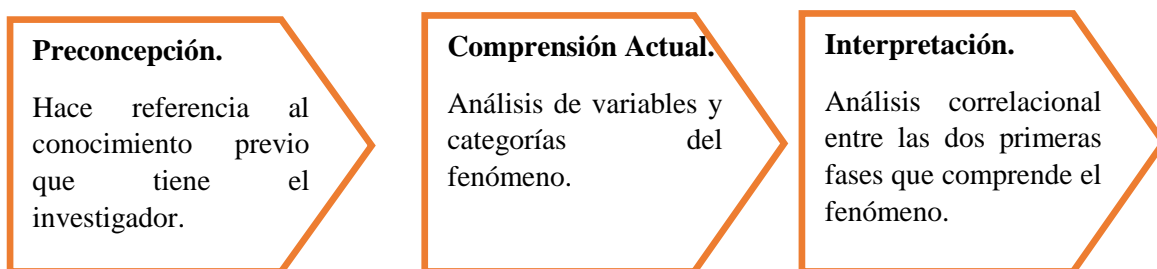 Preconcepción.
Hace referencia al
conocimiento previo
que tiene el
investigador.
Comprensión Actual.
Análisis de variables y
categorías del
fenómeno.
Interpretación.
Análisis correlacional
entre las dos primeras
fases que comprende el
fenómeno.